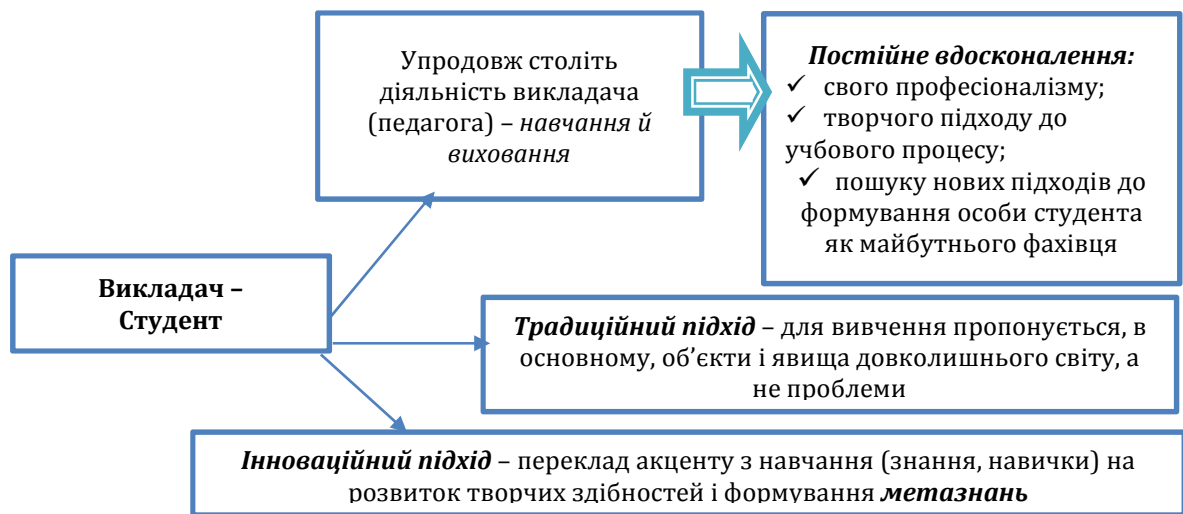 Упродовж століть
діяльність викладача
(педагога) – навчання й
виховання
Постійне вдосконалення:
✓ свого професіоналізму;
✓ творчого підходу до
учбового процесу;
✓ пошуку нових підходів до
формування особи студента
як майбутнього фахівця
Викладач –
Студент
Традиційний підхід – для вивчення пропонується, в
основному, об’єкти і явища довколишнього світу, а
не проблеми
Інноваційний підхід – переклад акценту з навчання (знання, навички) на
розвиток творчих здібностей і формування метазнань